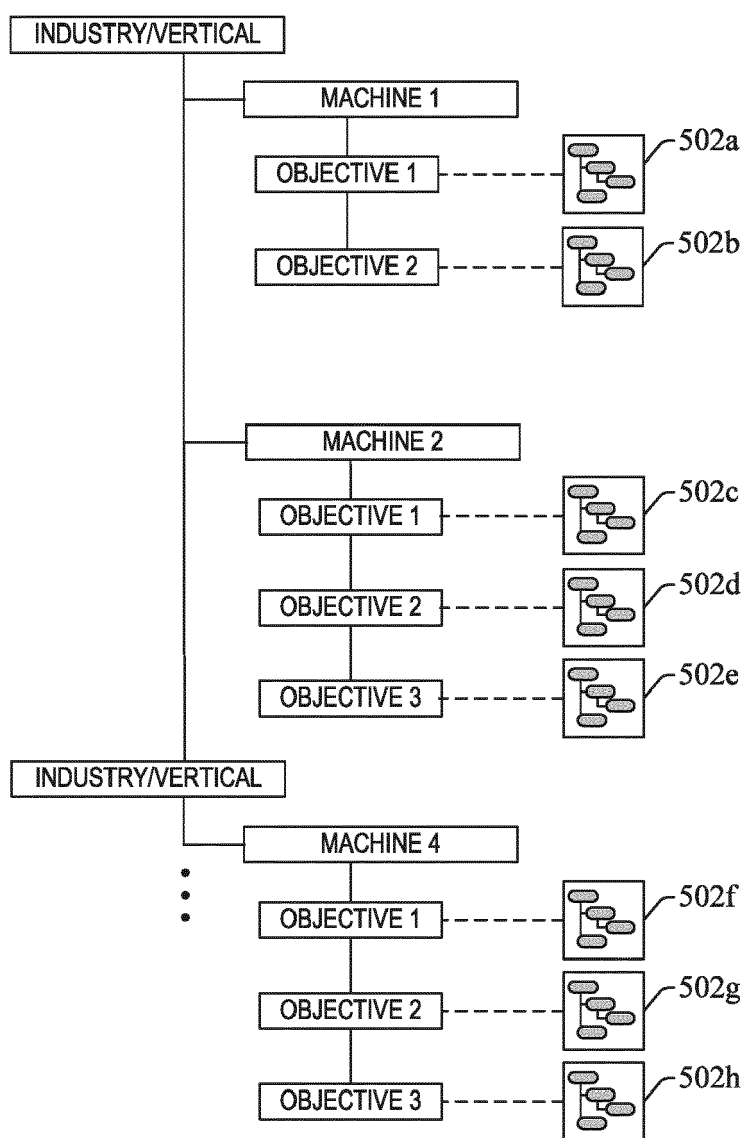 INDUSTRY/VERTICAL
MACHINE 1
OBJECTIVE 1
502a
OBJECTIVE 2
502b
MACHINE 2
OBJECTIVE 1
502c
OBJECTIVE 2
502d
OBJECTIVE 3
502e
INDUSTRY/VERTICAL
MACHINE 4
OBJECTIVE 1
502f
OBJECTIVE 2
502g
OBJECTIVE 3
502h